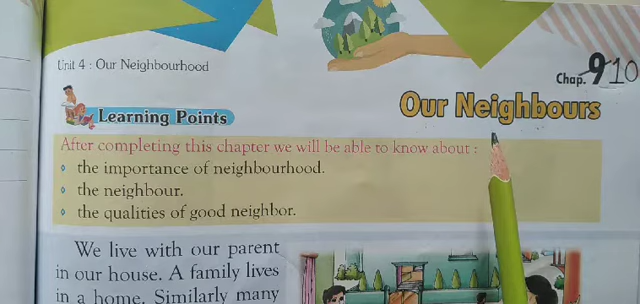 Unit 4 : Our Neighbourhood
Chap. 9 10
Our Neighbours
Learning Points
After completing this chapter we will be able to know about :
the importance of neighbourhood.
the neighbour.
the qualities of good neighbor.
We live with our parent
in our house. A family lives
in a home. Similarly many